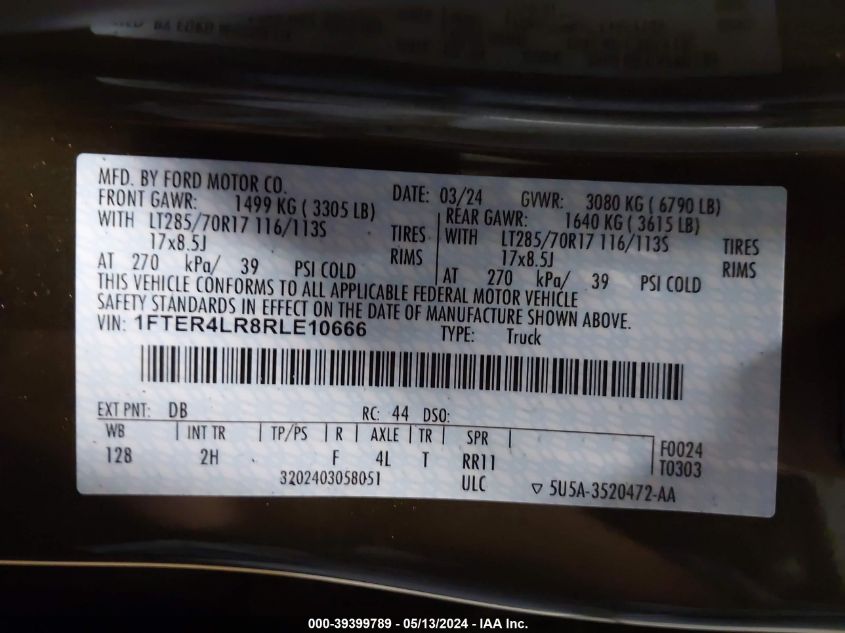 MFD. BY FORD MOTOR CO. DATE: 03/24 GVWR: 3080 KG ( 6790 LB)
FRONT GAWR: 1499 KG ( 3305 LB) REAR GAWR: 1640 KG ( 3615 LB)
WITH LT285/70R17 116/113S TIRES WITH LT285/70R17 116/113S TIRES
17x8.5J RIMS 17x8.5J RIMS
AT 270 kPa/ 39 PSI COLD AT 270 kPa/ 39 PSI COLD
THIS VEHICLE CONFORMS TO ALL APPLICABLE FEDERAL MOTOR VEHICLE
SAFETY STANDARDS IN EFFECT ON THE DATE OF MANUFACTURE SHOWN ABOVE.
VIN: 1FTER4LR8RLE10666 TYPE: Truck
EXT PNT: DB RC: 44 DSO:
WB INT TR TP/PS R AXLE TR SPR F0024
128 2H F 4L T RR11 T0303
3202403058051 ULC 5U5A-3520472-AA
000-39399789 - 05/13/2024 - IAA Inc.